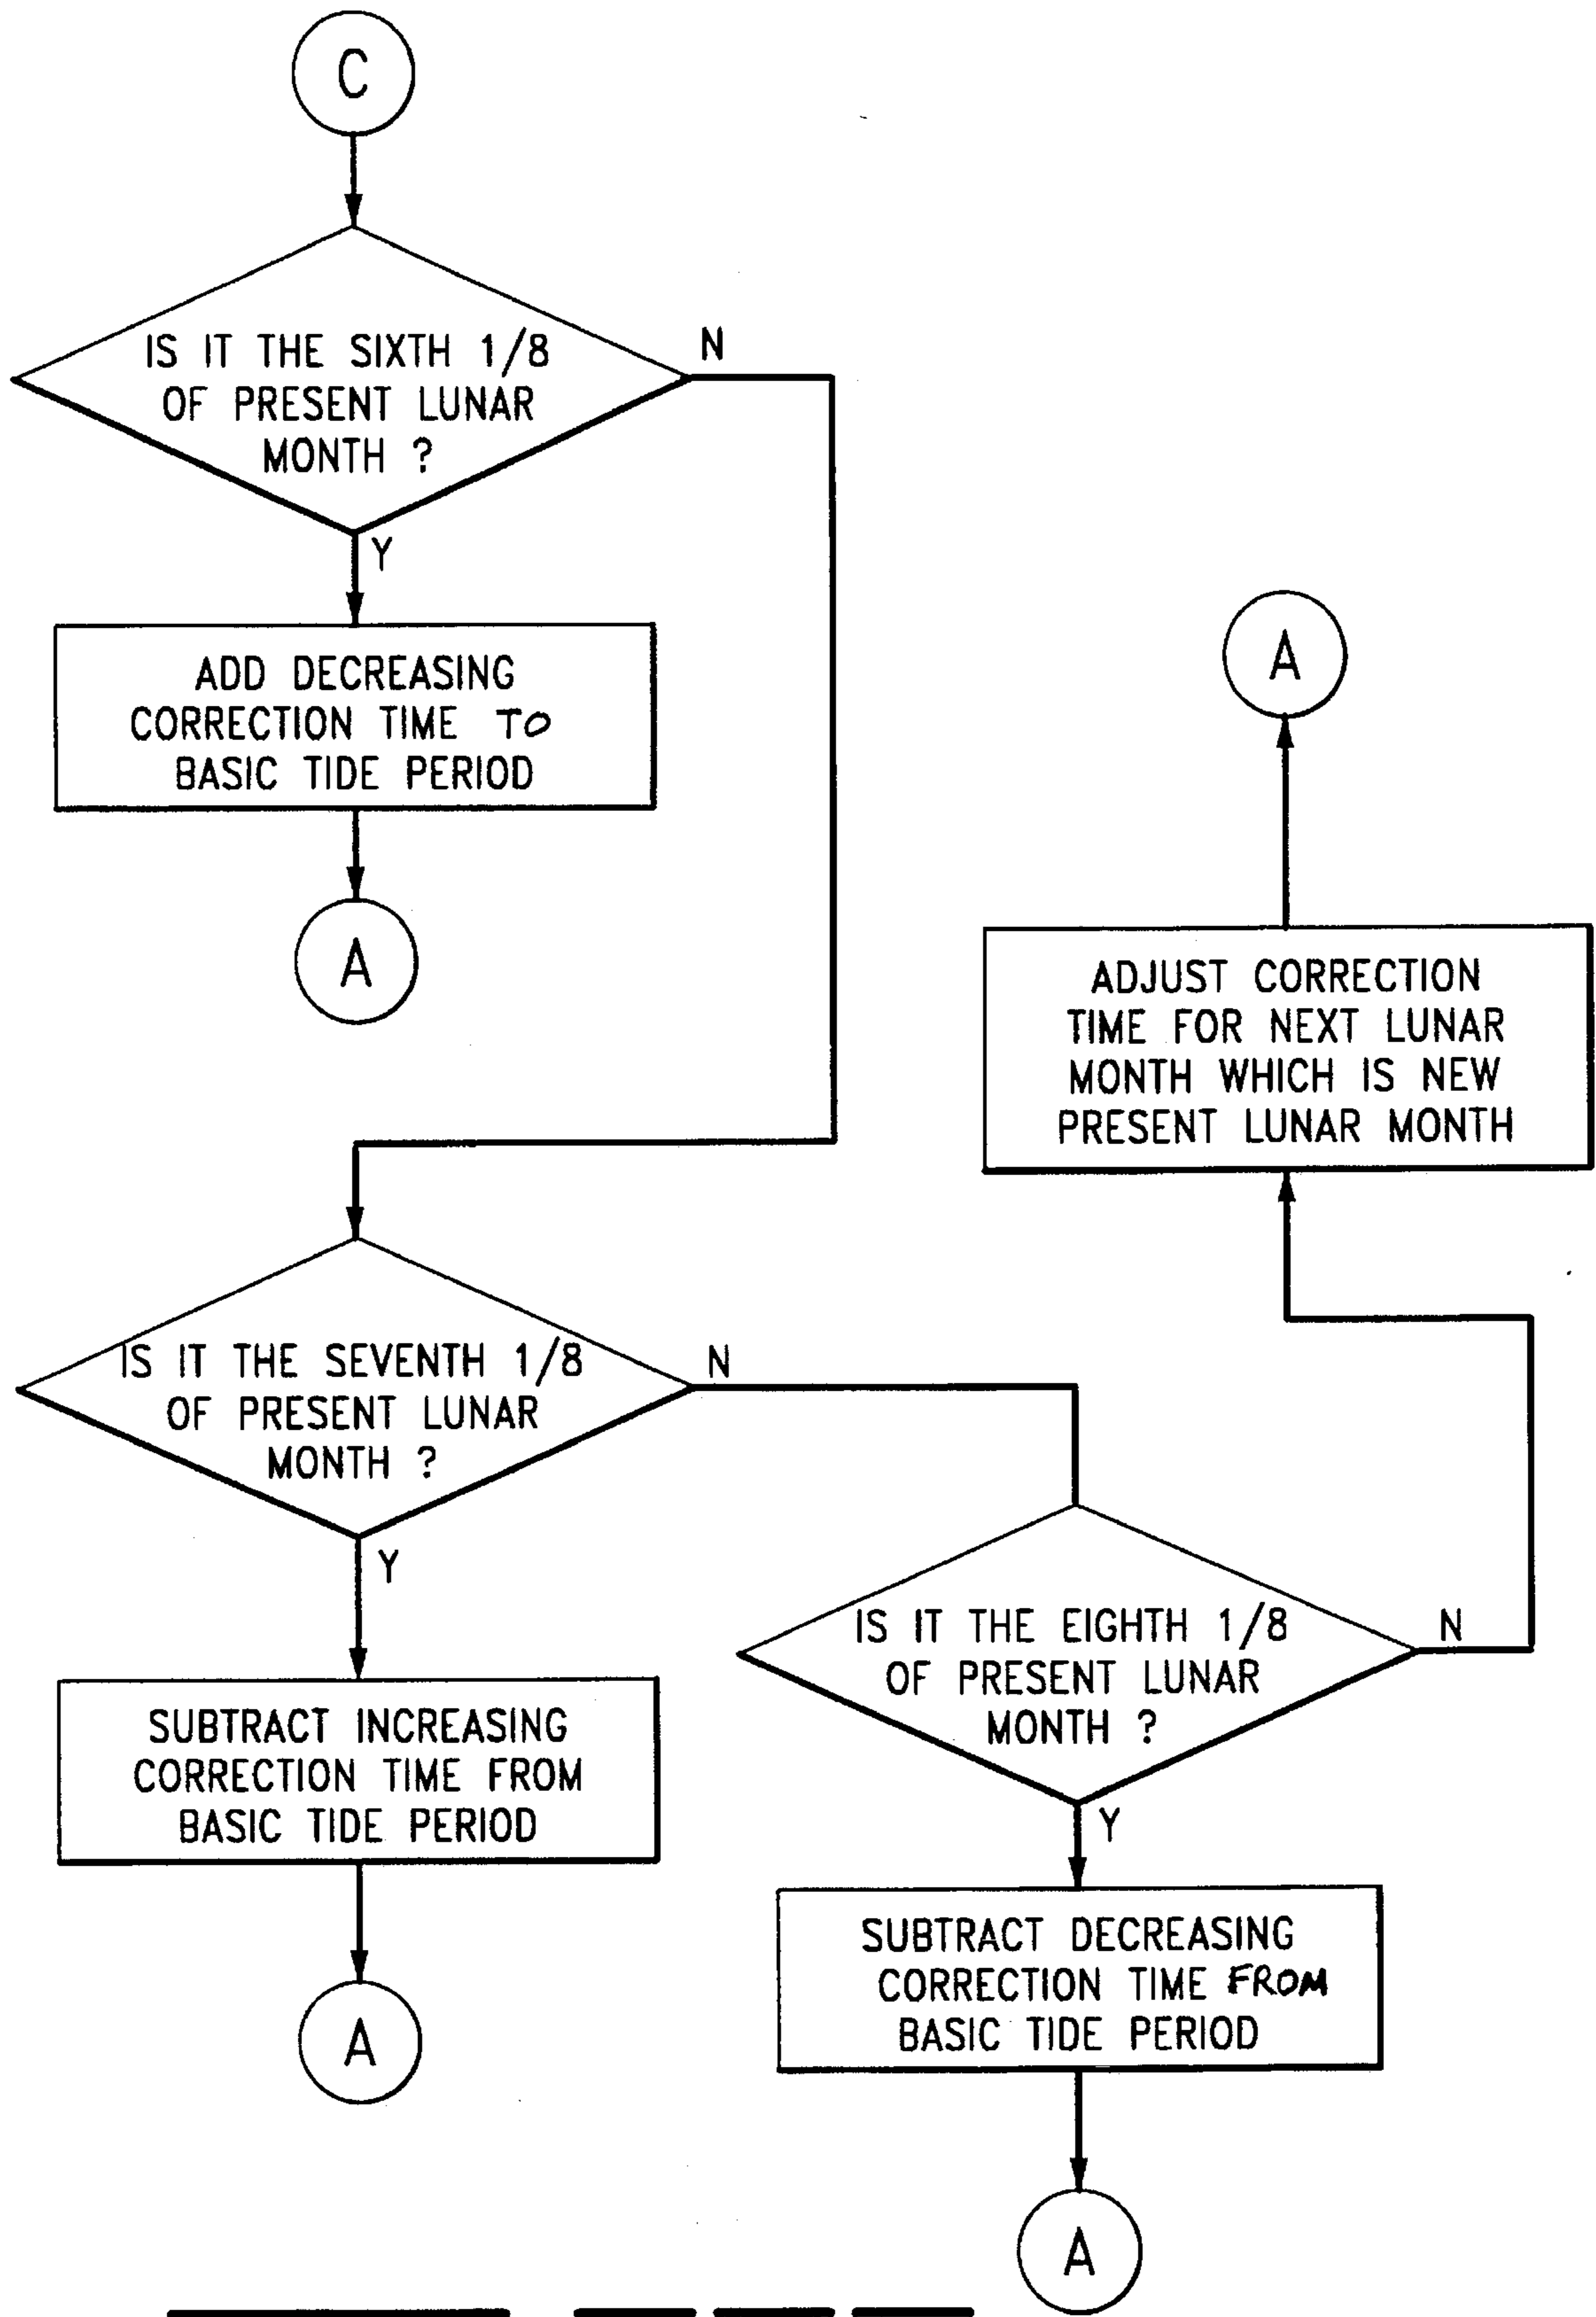 C
IS IT THE SIXTH 1/8
OF PRESENT LUNAR
MONTH ?
N
Y
ADD DECREASING
CORRECTION TIME TO
BASIC TIDE PERIOD
A
IS IT THE SEVENTH 1/8
OF PRESENT LUNAR
MONTH ?
N
Y
SUBTRACT INCREASING
CORRECTION TIME FROM
BASIC TIDE PERIOD
A
IS IT THE EIGHTH 1/8
OF PRESENT LUNAR
MONTH ?
N
Y
SUBTRACT DECREASING
CORRECTION TIME FROM
BASIC TIDE PERIOD
A
ADJUST CORRECTION
TIME FOR NEXT LUNAR
MONTH WHICH IS NEW
PRESENT LUNAR MONTH
A